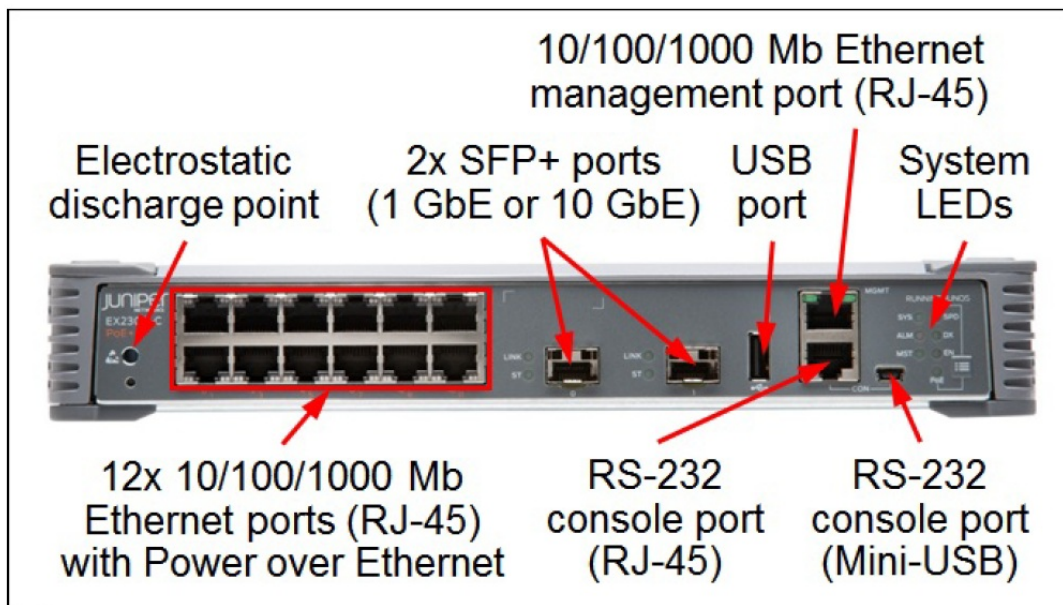 10/100/1000 Mb Ethernet
management port (RJ-45)
Electrostatic
discharge point
2x SFP+ ports
(1 GbE or 10 GbE)
USB
port
System
LEDs
JUNIPER
PoE+
LINK
ST
0
LINK
ST
1
MGMT
CON
SYS
ALM
MST
SPD
DX
EN
PoE
12x 10/100/1000 Mb
Ethernet ports (RJ-45)
with Power over Ethernet
RS-232
console port
(RJ-45)
RS-232
console port
(Mini-USB)